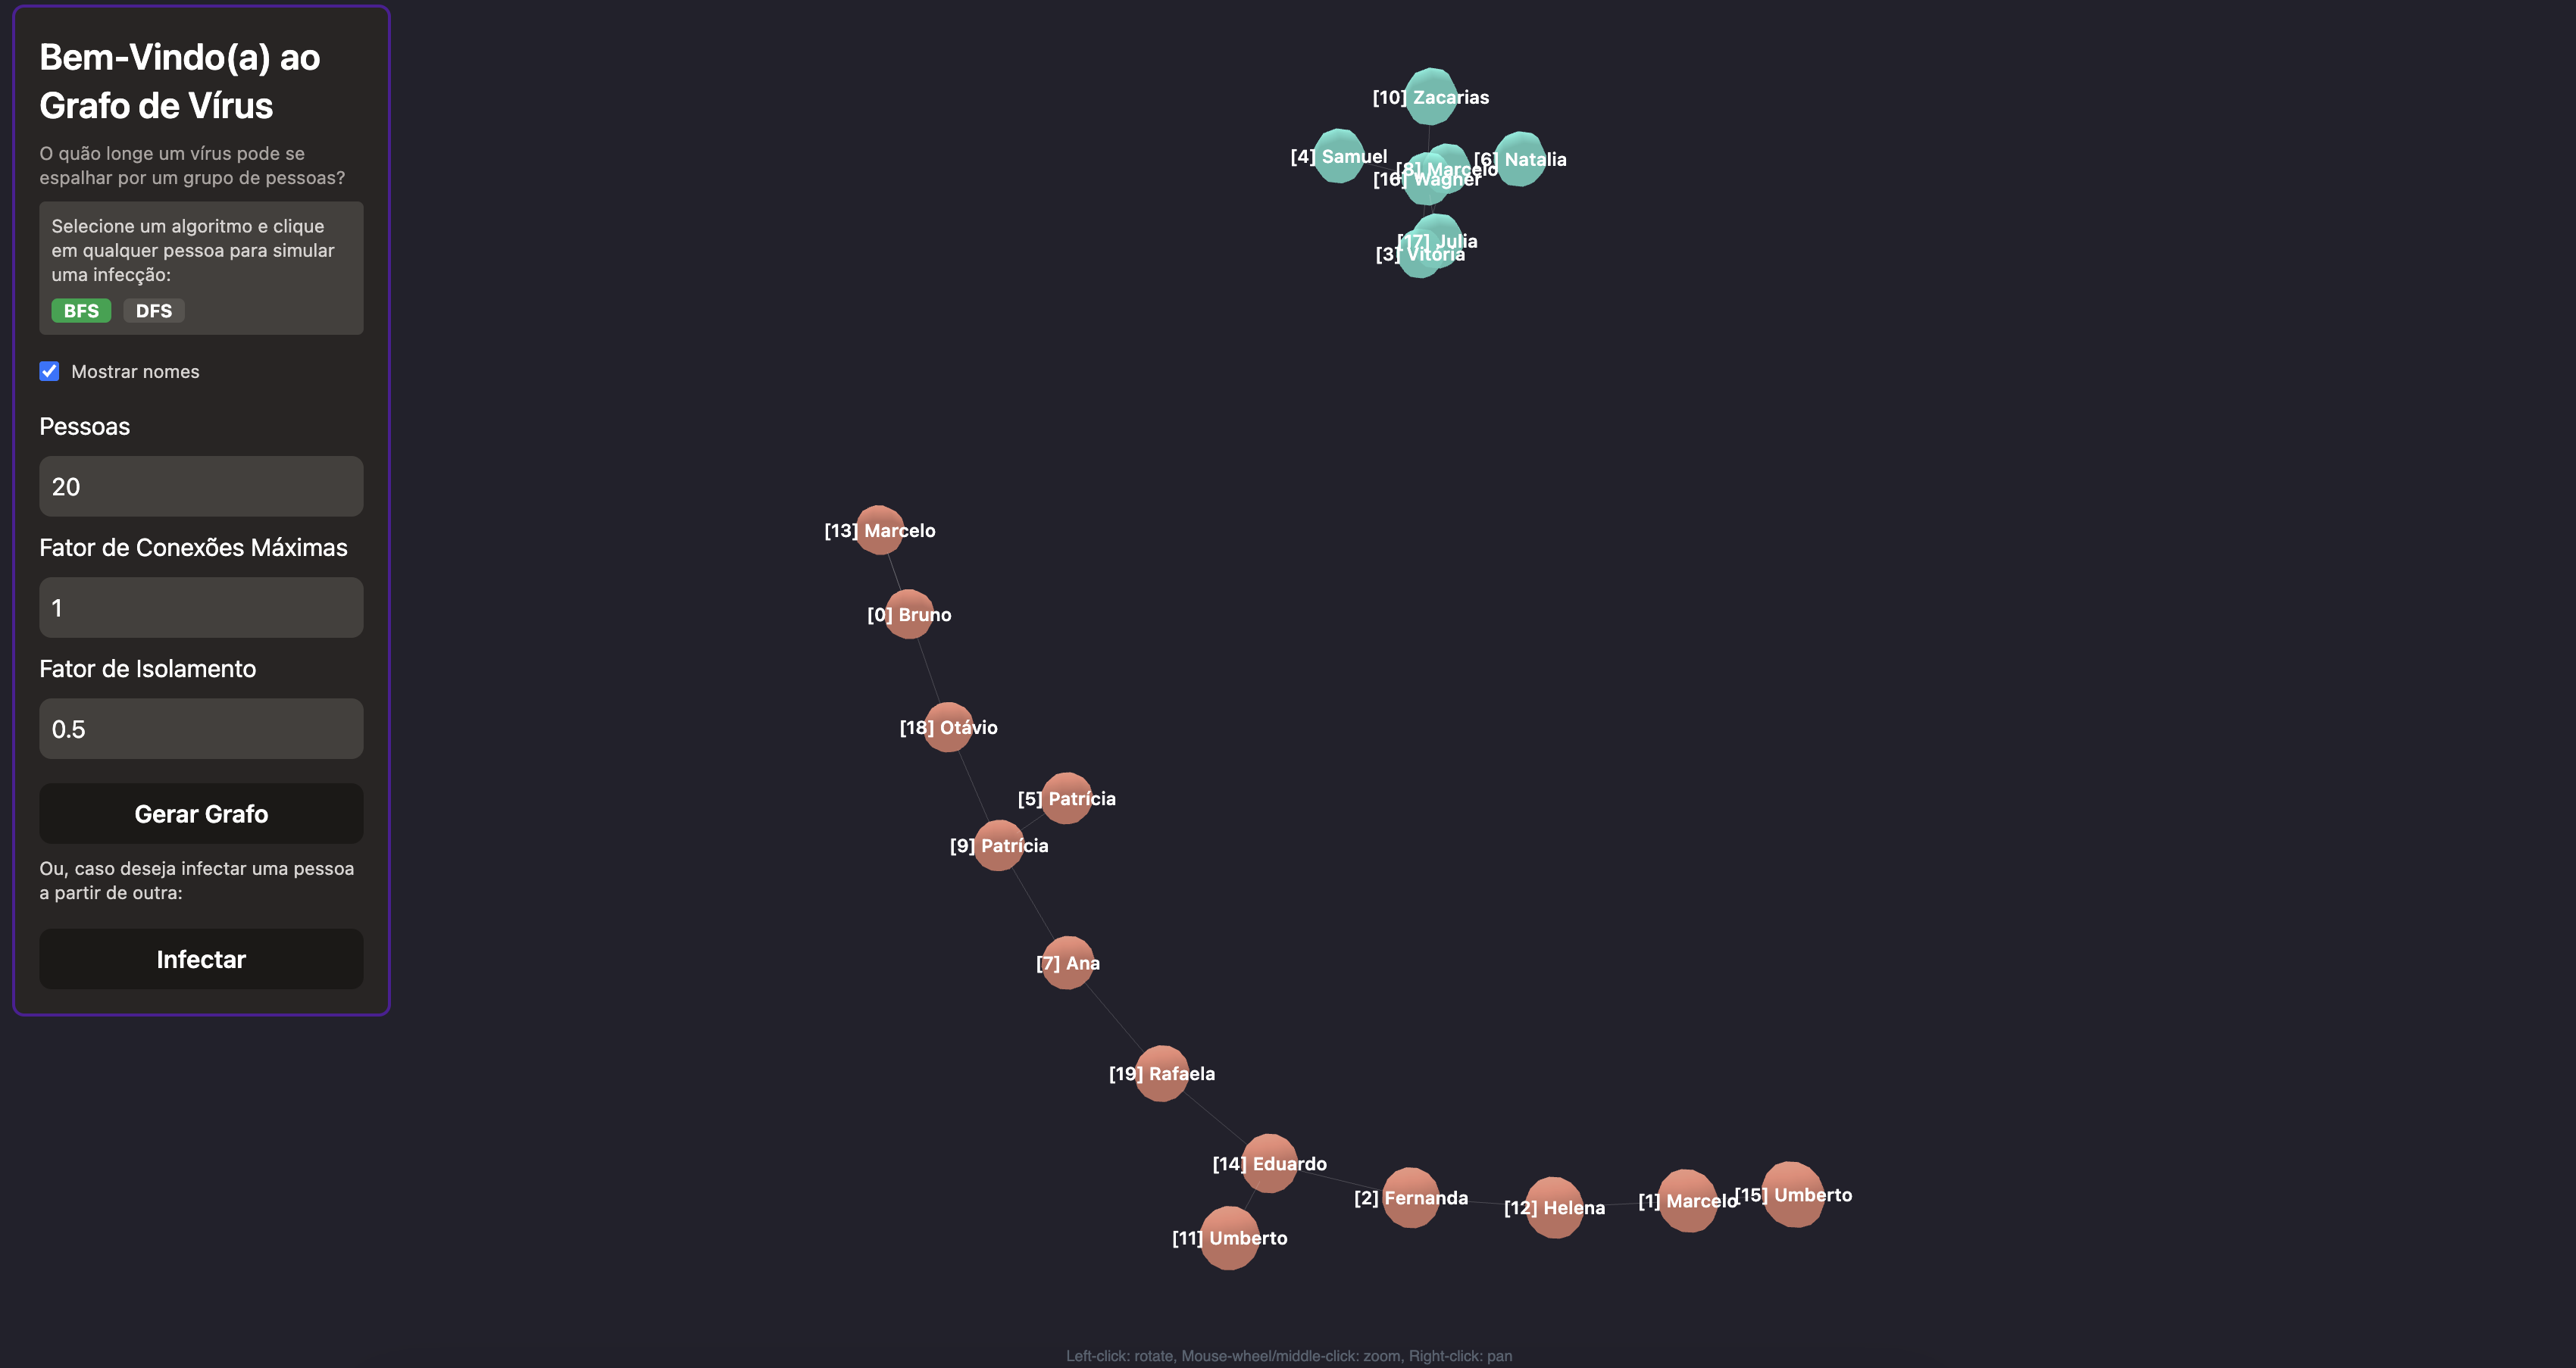 Bem-Vindo(a) ao
Grafo de Vírus
O quão longe um vírus pode se
espalhar por um grupo de pessoas?
Selecione um algoritmo e clique
em qualquer pessoa para simular
uma infecção:
BFS DFS
Mostrar nomes
Pessoas
20
Fator de Conexões Máximas
1
Fator de Isolamento
0.5
Gerar Grafo
Ou, caso deseja infectar uma pessoa
a partir de outra:
Infectar
[10] Zacarias
[4] Samuel
[6] Natalia
[8] Marcelo
[16] Wagner
[17] Julia
[3] Vitória
[13] Marcelo
[0] Bruno
[18] Otávio
[5] Patrícia
[9] Patrícia
[7] Ana
[19] Rafaela
[14] Eduardo
[2] Fernanda
[12] Helena
[1] Marcelo
[15] Umberto
[11] Umberto
Left-click: rotate, Mouse-wheel/middle-click: zoom, Right-click: pan